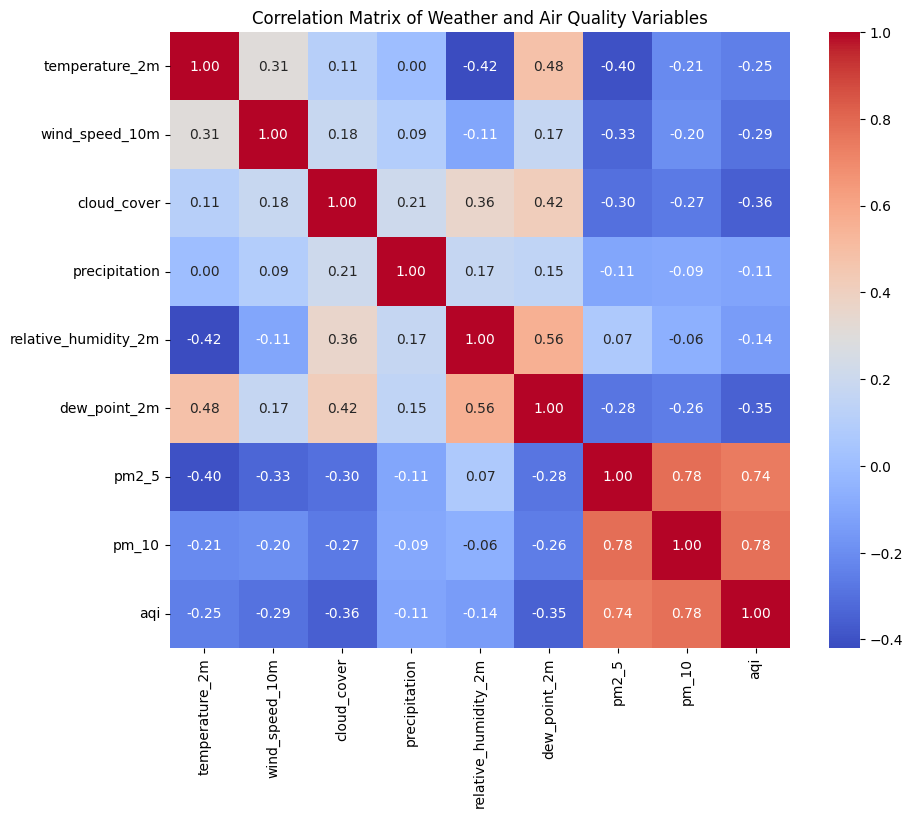 Correlation Matrix of Weather and Air Quality Variables
temperature_2m 1.00 0.31 0.11 0.00 -0.42 0.48 -0.40 -0.21 -0.25
wind_speed_10m 0.31 1.00 0.18 0.09 -0.11 0.17 -0.33 -0.20 -0.29
cloud_cover 0.11 0.18 1.00 0.21 0.36 0.42 -0.30 -0.27 -0.36
precipitation 0.00 0.09 0.21 1.00 0.17 0.15 -0.11 -0.09 -0.11
relative_humidity_2m -0.42 -0.11 0.36 0.17 1.00 0.56 0.07 -0.06 -0.14
dew_point_2m 0.48 0.17 0.42 0.15 0.56 1.00 -0.28 -0.26 -0.35
pm2_5 -0.40 -0.33 -0.30 -0.11 0.07 -0.28 1.00 0.78 0.74
pm_10 -0.21 -0.20 -0.27 -0.09 -0.06 -0.26 0.78 1.00 0.78
aqi -0.25 -0.29 -0.36 -0.11 -0.14 -0.35 0.74 0.78 1.00
temperature_2m
wind_speed_10m
cloud_cover
precipitation
relative_humidity_2m
dew_point_2m
pm2_5
pm_10
aqi
1.0
0.8
0.6
0.4
0.2
0.0
−0.2
−0.4